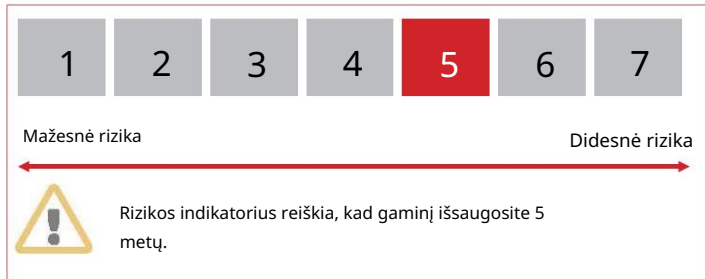 1 2 3 4 5 6 7
Mažesnė rizika Didesnė rizika
Rizikos indikatorius reiškia, kad gaminį išsaugosite 5
metų.